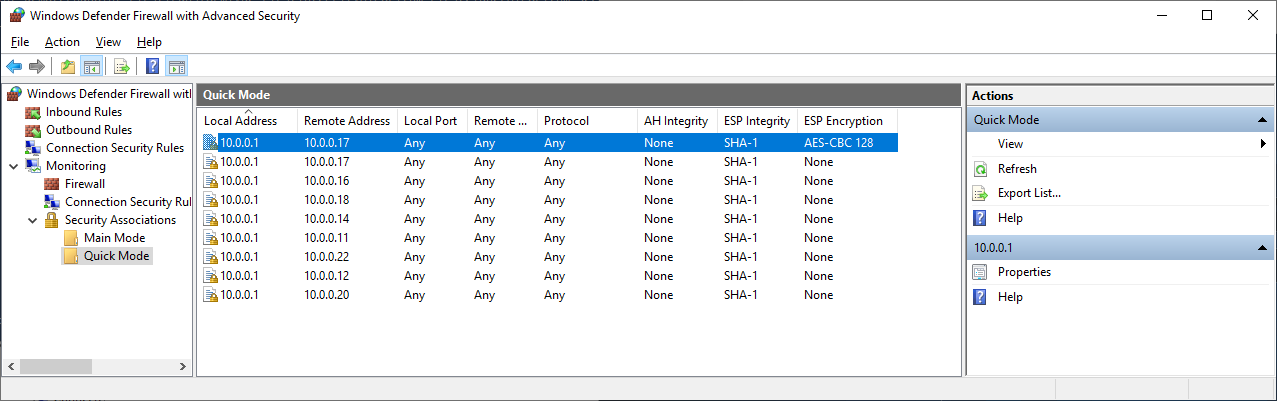 Windows Defender Firewall with Advanced Security
File Action View Help
Windows Defender Firewall witl
Inbound Rules
Outbound Rules
Connection Security Rules
Monitoring
Firewall
Connection Security Rul
Security Associations
Main Mode
Quick Mode
Quick Mode
Local Address Remote Address Local Port Remote ... Protocol AH Integrity ESP Integrity ESP Encryption
10.0.0.1 10.0.0.17 Any Any Any None SHA-1 AES-CBC 128
10.0.0.1 10.0.0.17 Any Any Any None SHA-1 None
10.0.0.1 10.0.0.16 Any Any Any None SHA-1 None
10.0.0.1 10.0.0.18 Any Any Any None SHA-1 None
10.0.0.1 10.0.0.14 Any Any Any None SHA-1 None
10.0.0.1 10.0.0.11 Any Any Any None SHA-1 None
10.0.0.1 10.0.0.22 Any Any Any None SHA-1 None
10.0.0.1 10.0.0.12 Any Any Any None SHA-1 None
10.0.0.1 10.0.0.20 Any Any Any None SHA-1 None
Actions
Quick Mode
View
Refresh
Export List...
Help
10.0.0.1
Properties
Help